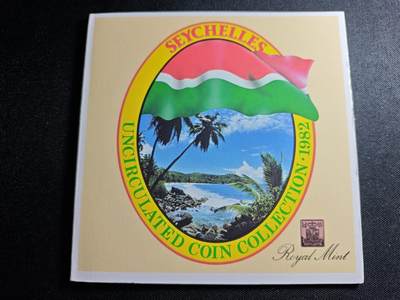 SEYCHELLES
UNCIRCULATED COIN COLLECTION · 1982
Royal Mint